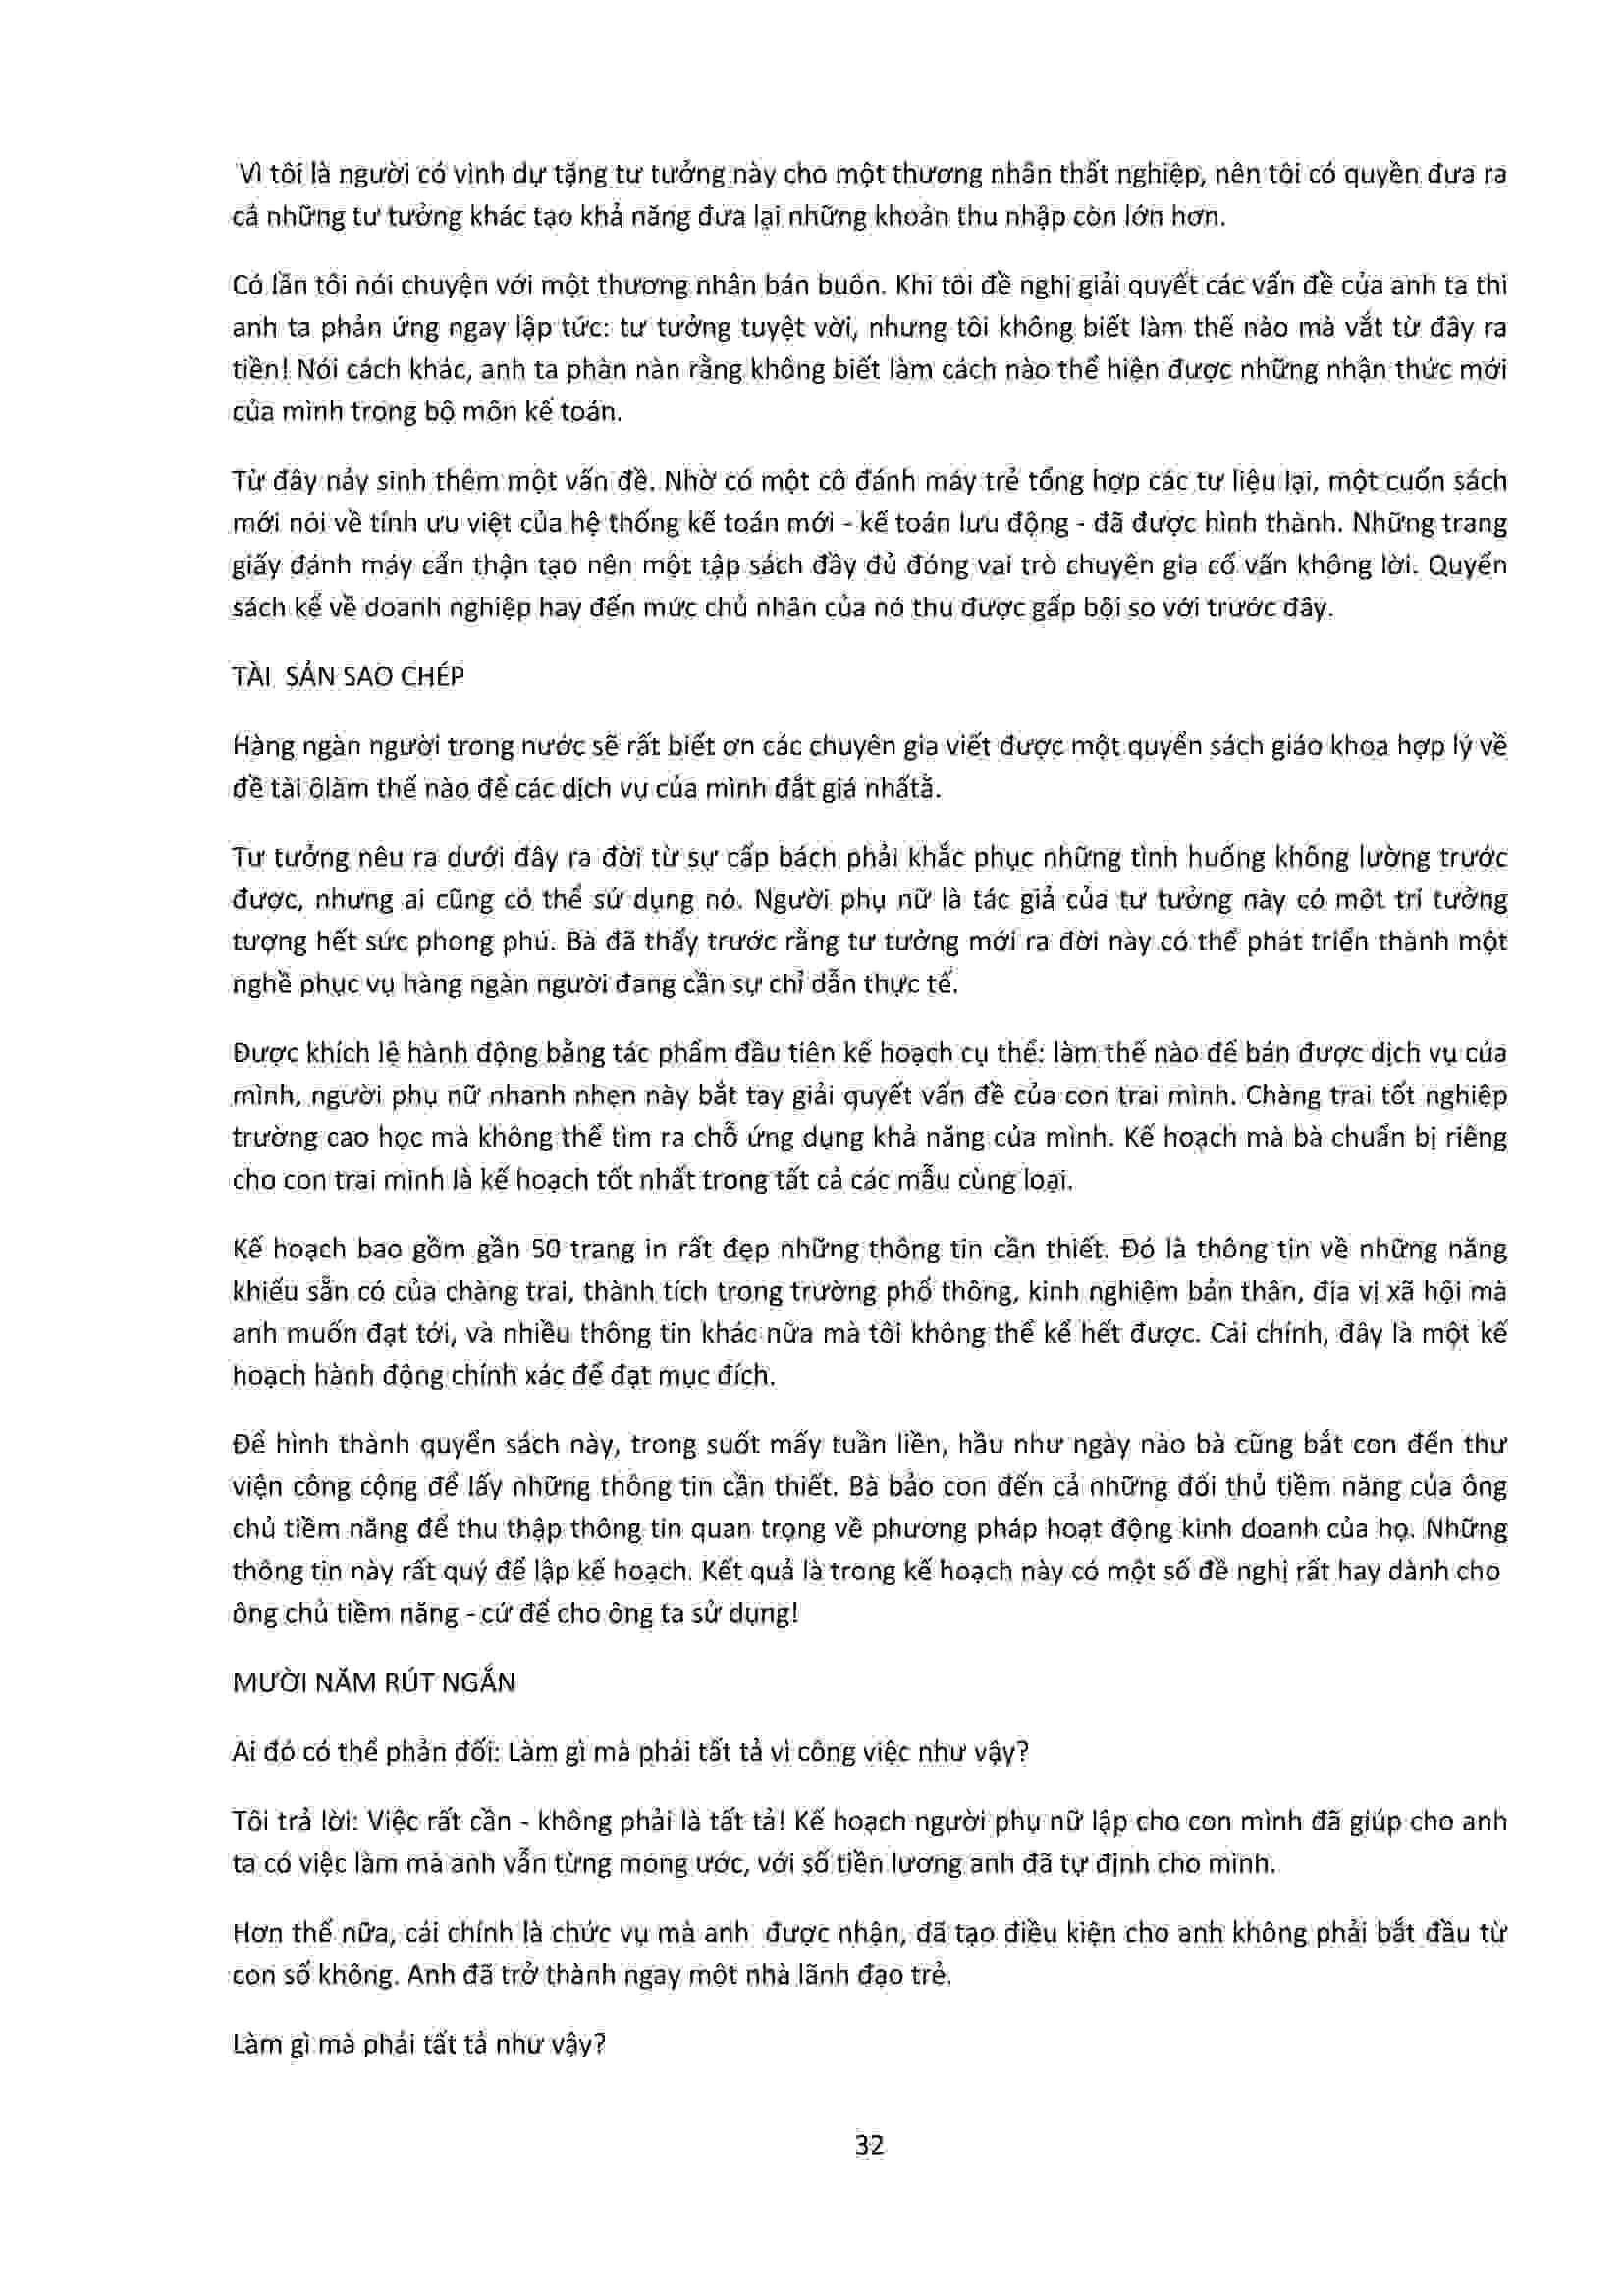 Vì tôi là người có vinh dự tặng tư tưởng này cho một thương nhân thất nghiệp, nên tôi có quyền đưa ra
cả những tư tưởng khác tạo khả năng đưa lại những khoản thu nhập còn lớn hơn.
Có lần tôi nói chuyện với một thương nhân bán buôn. Khi tôi đề nghị giải quyết các vấn đề của anh ta thì
anh ta phản ứng ngay lập tức: tư tưởng tuyệt vời, nhưng tôi không biết làm thế nào mà vắt từ đây ra
tiền! Nói cách khác, anh ta phàn nàn rằng không biết làm cách nào thể hiện được những nhận thức mới
của mình trong bộ môn kế toán.
Từ đây nảy sinh thêm một vấn đề. Nhờ có một cô đánh máy trẻ tổng hợp các tư liệu lại, một cuốn sách
mới nói về tính ưu việt của hệ thống kế toán mới - kế toán lưu động - đã được hình thành. Những trang
giấy đánh máy cẩn thận tạo nên một tập sách đầy đủ đóng vai trò chuyên gia cố vấn không lời. Quyển
sách kể về doanh nghiệp hay đến mức chủ nhân của nó thu được gấp bội so với trước đây.
TÀI SẢN SAO CHÉP
Hàng ngàn người trong nước sẽ rất biết ơn các chuyên gia viết được một quyển sách giáo khoa hợp lý về
đề tài ôlàm thế nào để các dịch vụ của mình đắt giá nhấtằ.
Tư tưởng nêu ra dưới đây ra đời từ sự cấp bách phải khắc phục những tình huống không lường trước
được, nhưng ai cũng có thể sử dụng nó. Người phụ nữ là tác giả của tư tưởng này có một trí tưởng
tượng hết sức phong phú. Bà đã thấy trước rằng tư tưởng mới ra đời này có thể phát triển thành một
nghề phục vụ hàng ngàn người đang cần sự chỉ dẫn thực tế.
Được khích lệ hành động bằng tác phẩm đầu tiên kế hoạch cụ thể: làm thế nào để bán được dịch vụ của
mình, người phụ nữ nhanh nhẹn này bắt tay giải quyết vấn đề của con trai mình. Chàng trai tốt nghiệp
trường cao học mà không thể tìm ra chỗ ứng dụng khả năng của mình. Kế hoạch mà bà chuẩn bị riêng
cho con trai mình là kế hoạch tốt nhất trong tất cả các mẫu cùng loại.
Kế hoạch bao gồm gần 50 trang in rất đẹp những thông tin cần thiết. Đó là thông tin về những năng
khiếu sẵn có của chàng trai, thành tích trong trường phổ thông, kinh nghiệm bản thân, địa vị xã hội mà
anh muốn đạt tới, và nhiều thông tin khác nữa mà tôi không thể kể hết được. Cái chính, đây là một kế
hoạch hành động chính xác để đạt mục đích.
Để hình thành quyển sách này, trong suốt mấy tuần liền, hầu như ngày nào bà cũng bắt con đến thư
viện công cộng để lấy những thông tin cần thiết. Bà bảo con đến cả những đối thủ tiềm năng của ông
chủ tiềm năng để thu thập thông tin quan trọng về phương pháp hoạt động kinh doanh của họ. Những
thông tin này rất quý để lập kế hoạch. Kết quả là trong kế hoạch này có một số đề nghị rất hay dành cho
ông chủ tiềm năng - cứ để cho ông ta sử dụng!
MƯỜI NĂM RÚT NGẮN
Ai đó có thể phản đối: Làm gì mà phải tất tả vì công việc như vậy?
Tôi trả lời: Việc rất cần - không phải là tất tả! Kế hoạch người phụ nữ lập cho con mình đã giúp cho anh
ta có việc làm mà anh vẫn từng mong ước, với số tiền lương anh đã tự định cho mình.
Hơn thế nữa, cái chính là chức vụ mà anh được nhận, đã tạo điều kiện cho anh không phải bắt đầu từ
con số không. Anh đã trở thành ngay một nhà lãnh đạo trẻ.
Làm gì mà phải tất tả như vậy?
32